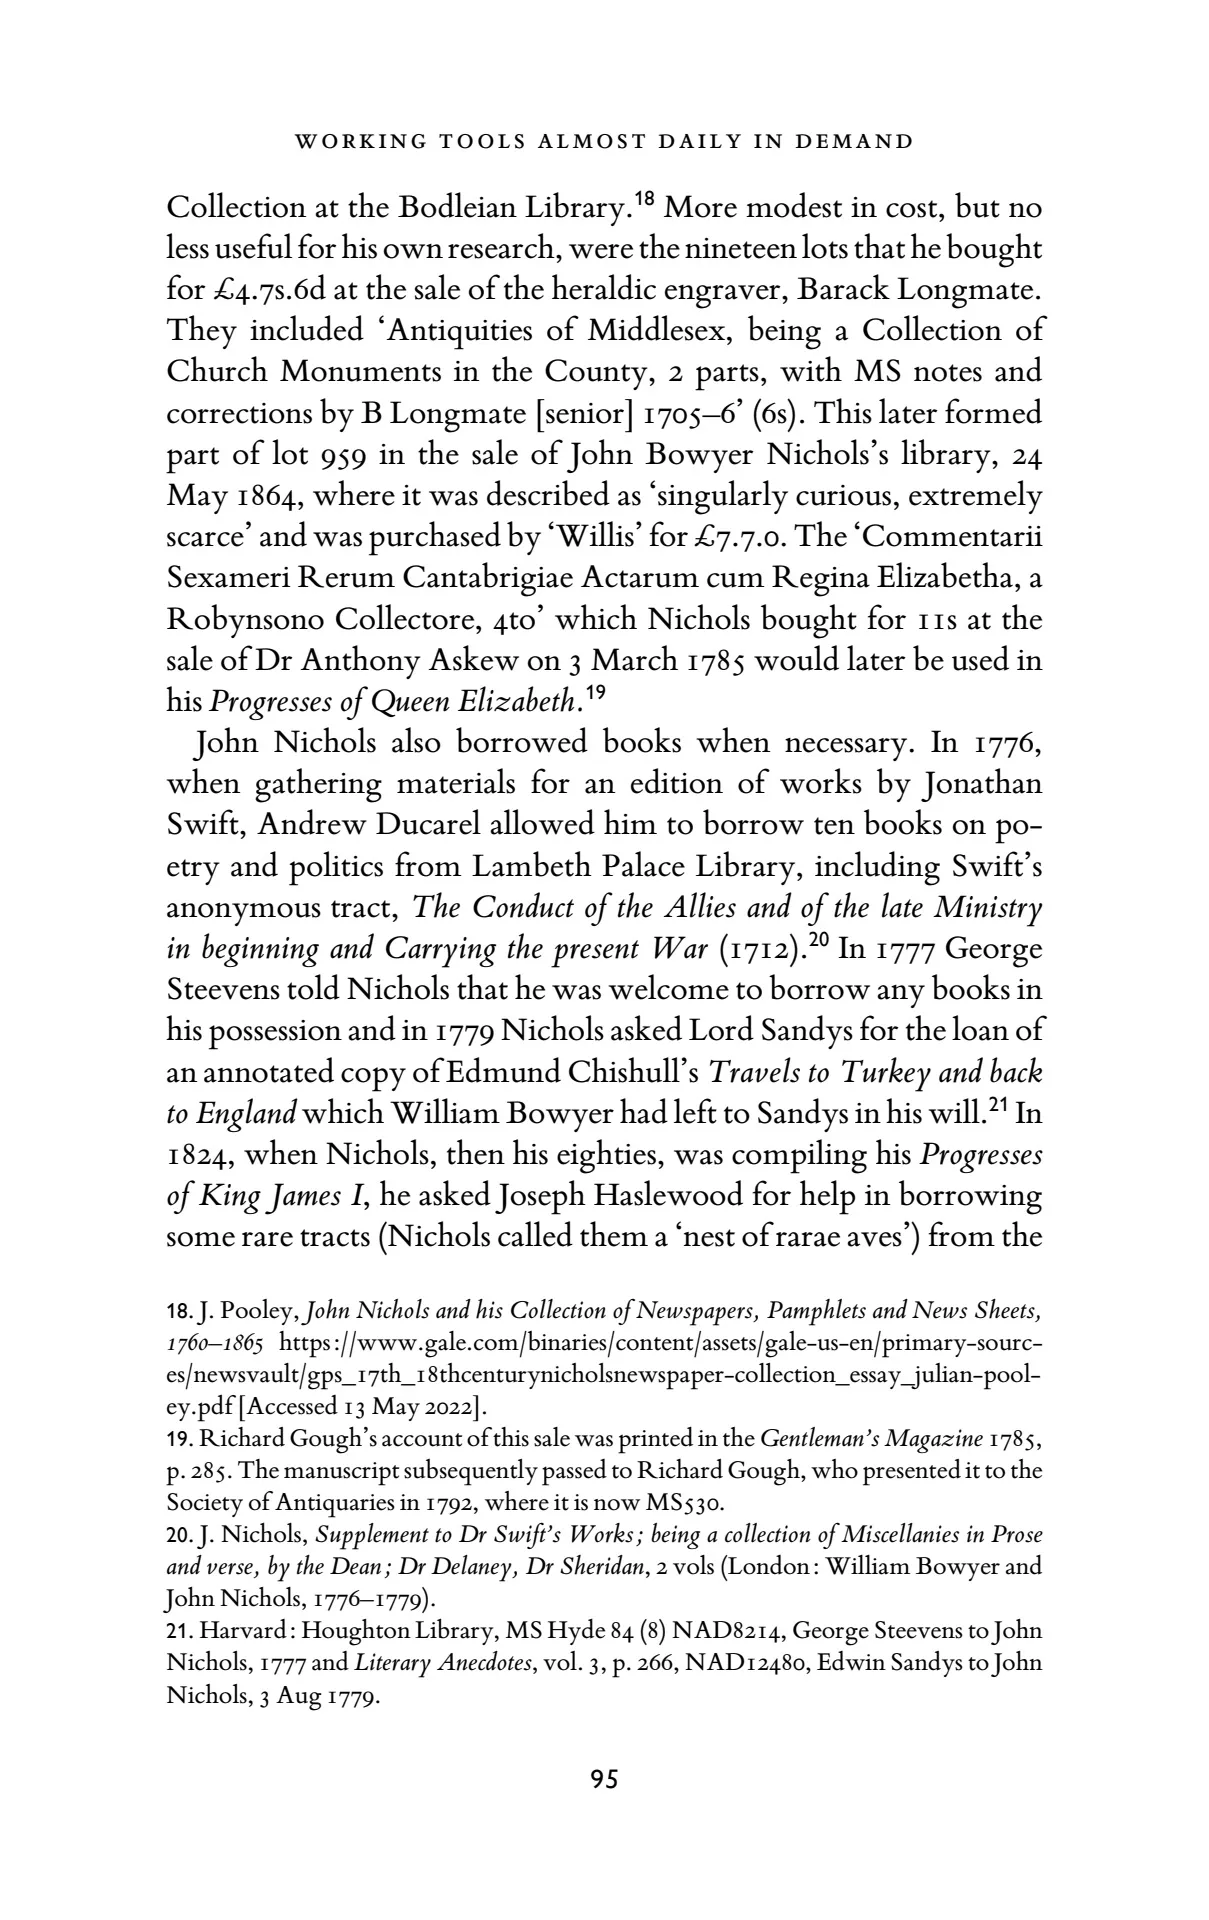 WORKING TOOLS ALMOST DAILY IN DEMAND
Collection at the Bodleian Library.18 More modest in cost, but no
less useful for his own research, were the nineteen lots that he bought
for £4.7s.6d at the sale of the heraldic engraver, Barack Longmate.
They included ‘Antiquities of Middlesex, being a Collection of
Church Monuments in the County, 2 parts, with MS notes and
corrections by B Longmate [senior] 1705–6’ (6s). This later formed
part of lot 959 in the sale of John Bowyer Nichols’s library, 24
May 1864, where it was described as ‘singularly curious, extremely
scarce’ and was purchased by ‘Willis’ for £7.7.0. The ‘Commentarii
Sexameri Rerum Cantabrigiae Actarum cum Regina Elizabetha, a
Robynsono Collectore, 4to’ which Nichols bought for 11s at the
sale of Dr Anthony Askew on 3 March 1785 would later be used in
his Progresses of Queen Elizabeth.19
John Nichols also borrowed books when necessary. In 1776,
when gathering materials for an edition of works by Jonathan
Swift, Andrew Ducarel allowed him to borrow ten books on po-
etry and politics from Lambeth Palace Library, including Swift’s
anonymous tract, The Conduct of the Allies and of the late Ministry
in beginning and Carrying the present War (1712).20 In 1777 George
Steevens told Nichols that he was welcome to borrow any books in
his possession and in 1779 Nichols asked Lord Sandys for the loan of
an annotated copy of Edmund Chishull’s Travels to Turkey and back
to England which William Bowyer had left to Sandys in his will.21 In
1824, when Nichols, then his eighties, was compiling his Progresses
of King James I, he asked Joseph Haslewood for help in borrowing
some rare tracts (Nichols called them a ‘nest of rarae aves’) from the
18. J. Pooley, John Nichols and his Collection of Newspapers, Pamphlets and News Sheets,
1760–1865 https://www.gale.com/binaries/content/assets/gale-us-en/primary-sourc-
es/newsvault/gps_17th_18thcenturynicholsnewspaper-collection_essay_julian-pool-
ey.pdf [Accessed 13 May 2022].
19. Richard Gough’s account of this sale was printed in the Gentleman’s Magazine 1785,
p. 285. The manuscript subsequently passed to Richard Gough, who presented it to the
Society of Antiquaries in 1792, where it is now MS530.
20. J. Nichols, Supplement to Dr Swift’s Works; being a collection of Miscellanies in Prose
and verse, by the Dean; Dr Delaney, Dr Sheridan, 2 vols (London: William Bowyer and
John Nichols, 1776–1779).
21. Harvard: Houghton Library, MS Hyde 84 (8) NAD8214, George Steevens to John
Nichols, 1777 and Literary Anecdotes, vol. 3, p. 266, NAD12480, Edwin Sandys to John
Nichols, 3 Aug 1779.
95